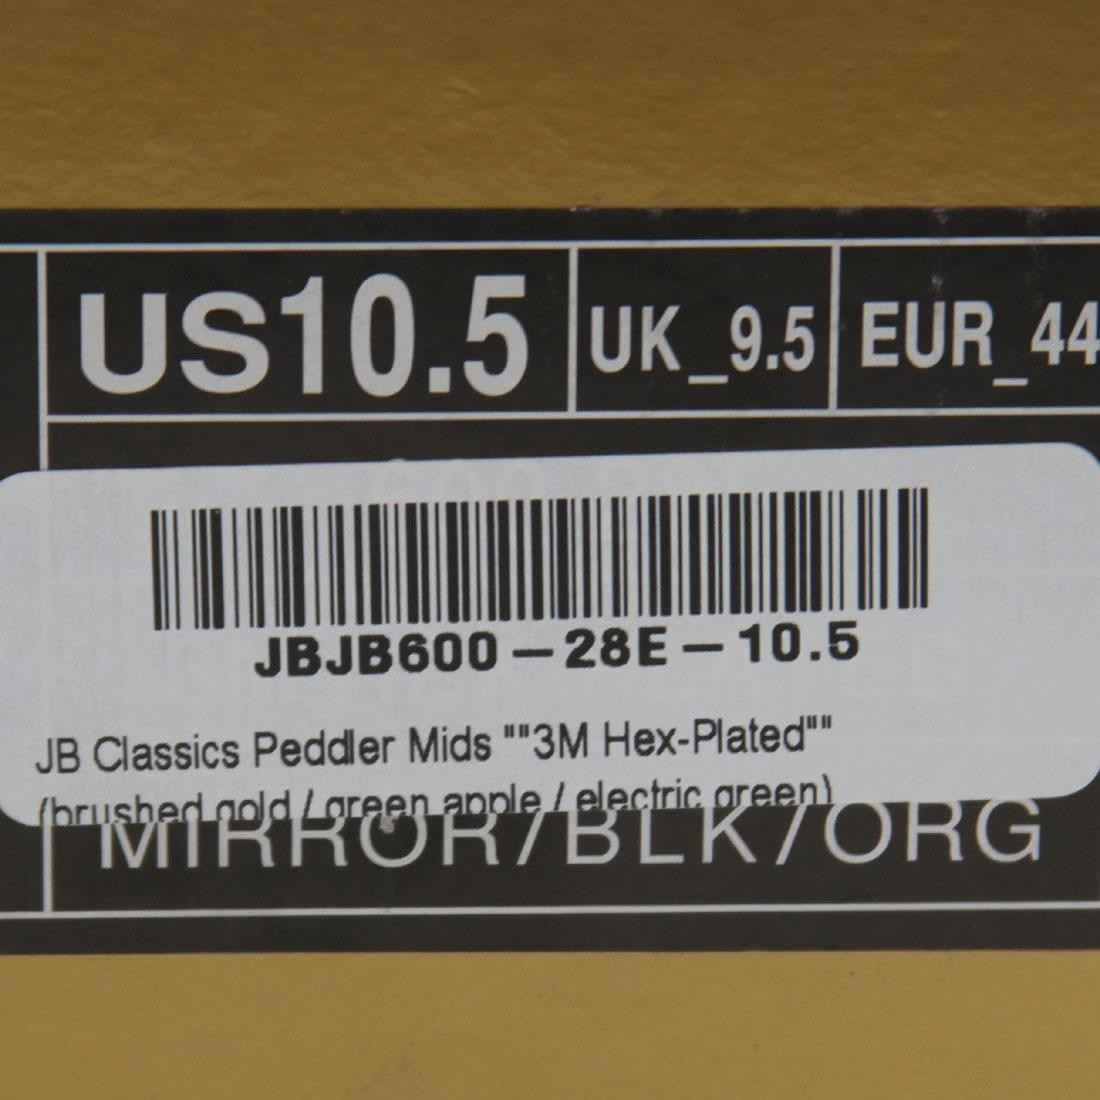 US10.5 UK_9.5 EUR_44
JBJB600-28E-10.5
JB Classics Peddler Mids ""3M Hex-Plated""
(brushed gold / green apple / electric green)
MIRROR/BLK/ORG